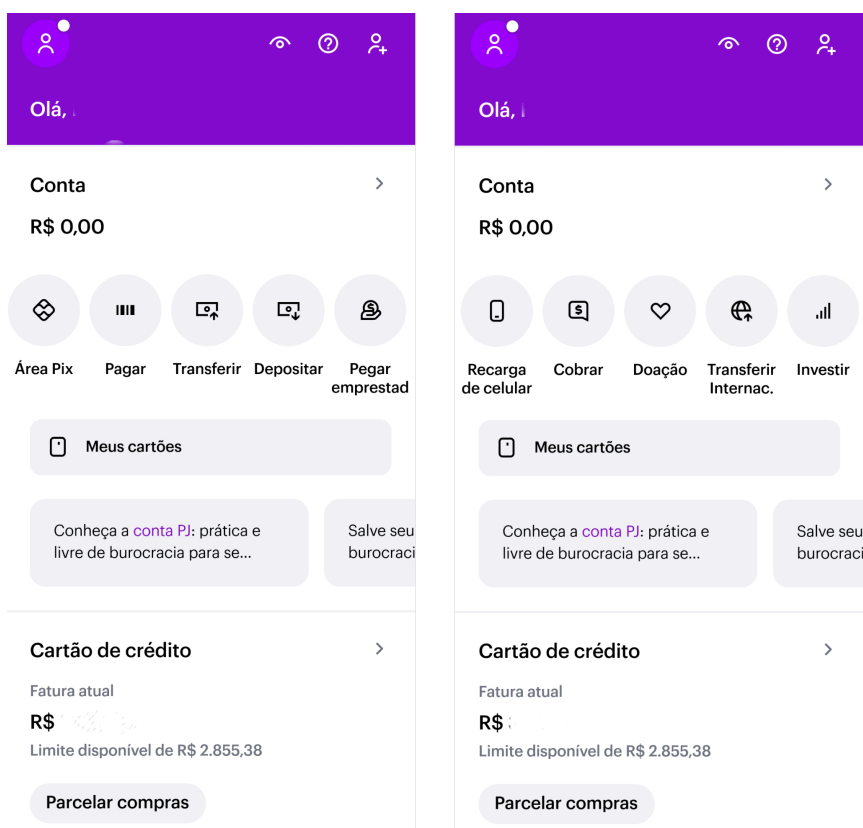 Olá,
Conta
R$ 0,00
Área Pix
Pagar
Transferir
Depositar
Pegar
emprestad
Meus cartões
Conheça a conta PJ: prática e
livre de burocracia para se...
Salve seu
burocraci
Cartão de crédito
Fatura atual
R$
Limite disponível de R$ 2.855,38
Parcelar compras
Olá,
Conta
R$ 0,00
Recarga
de celular
Cobrar
Doação
Transferir
Internac.
Investir
Meus cartões
Conheça a conta PJ: prática e
livre de burocracia para se...
Salve seu
burocraci
Cartão de crédito
Fatura atual
R$
Limite disponível de R$ 2.855,38
Parcelar compras